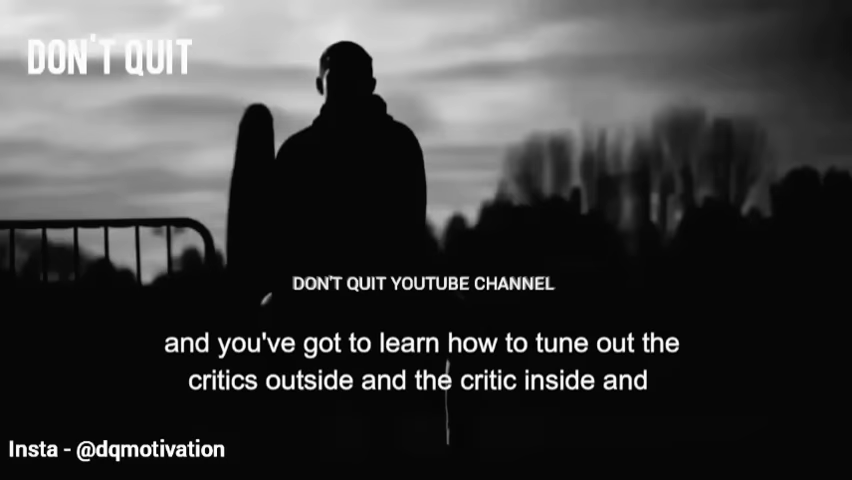 DON'T QUIT
DON'T QUIT YOUTUBE CHANNEL
and you've got to learn how to tune out the
critics outside and the critic inside and
Insta - @dqmotivation